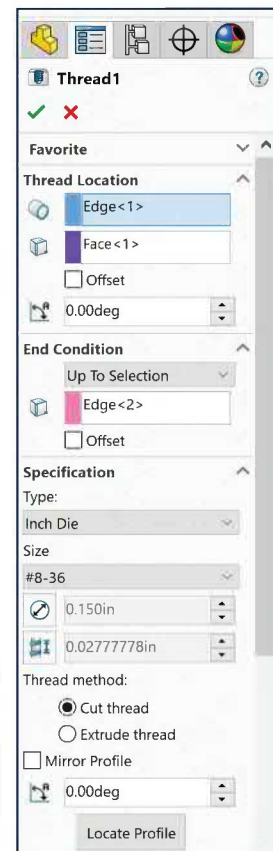 Thread1
?
Favorite
Thread Location
Edge<1>
Face<1>
Offset
0.00deg
End Condition
Up To Selection
Edge<2>
Offset
Specification
Type:
Inch Die
Size
#8-36
0.150in
0.02777778in
Thread method:
Cut thread
Extrude thread
Mirror Profile
0.00deg
Locate Profile